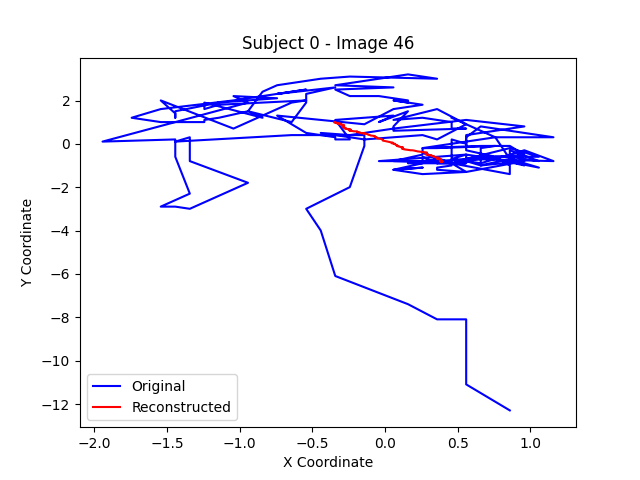 Subject 0 - Image 46
Y Coordinate
2
0
−2
−4
−6
−8
−10
−12
Original
Reconstructed
−2.0 −1.5 −1.0 −0.5 0.0 0.5 1.0
X Coordinate